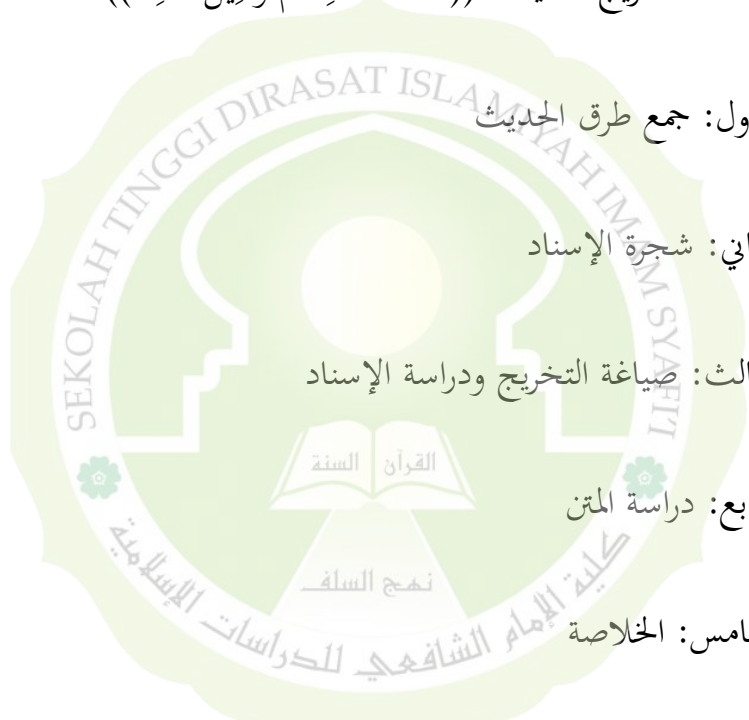 ول: جمع طرق الحديث
اني: شجرة الإسناد
الث: صياغة التخريج ودراسة الإسناد
ابع: دراسة المتن
امس: الخلاصة
SEKOLAH TINGGI DIRASAT ISLAMIYAH IMAM SYAFI'I
القرآن السنة
نهج السلف
كلية الإمام الشافعي للدراسات الإسلامية